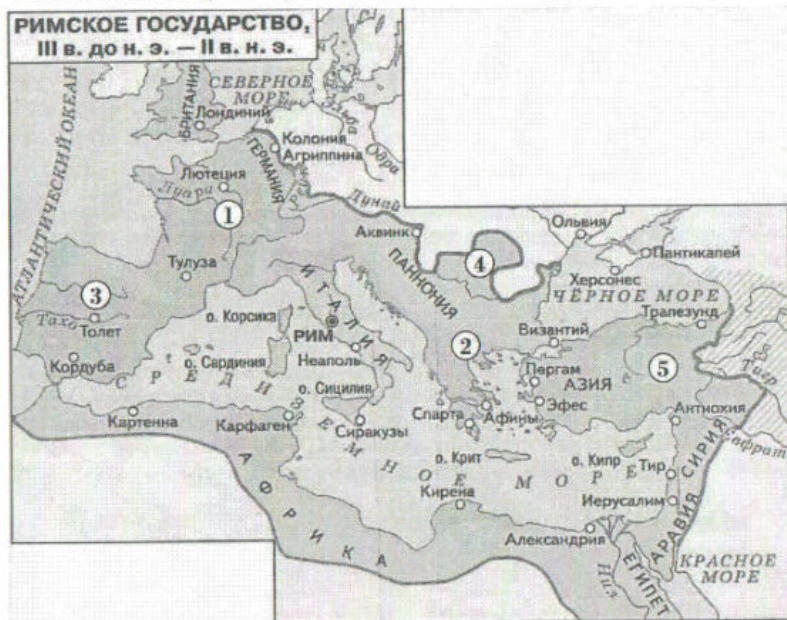 РИМСКОЕ ГОСУДАРСТВО,
III в. до н. э. — II в. н. э.
АТЛАНТИЧЕСКИЙ ОКЕАН
БРИТАНИЯ
СЕВЕРНОЕ
МОРЕ
Лондиний
Эльба
Одра
Колония
Агриппина
ГЕРМАНИЯ
Лютеция
Луара
Дунай
1
Аквинк
Ольвия
Пантикапей
4
Тулуза
ПАННОНИЯ
Херсонес
3
ИТАЛИЯ
ЧЁРНОЕ МОРЕ
Тахо
Толет
о. Корсика
РИМ
Трапезунд
2
Византий
Кордуба
о. Сардиния
Неаполь
Пергам
АЗИЯ
5
Тигр
СРЕДИЗЕМНОЕ МОРЕ
о. Сицилия
Эфес
Картенна
Карфаген
Сиракузы
Спарта
Афины
Антиохия
СИРИЯ
Евфрат
о. Крит
о. Кипр
Тир
АФРИКА
Кирена
Иерусалим
Александрия
АРАВИЯ
КРАСНОЕ
МОРЕ
Нил
ЕГИПЕТ